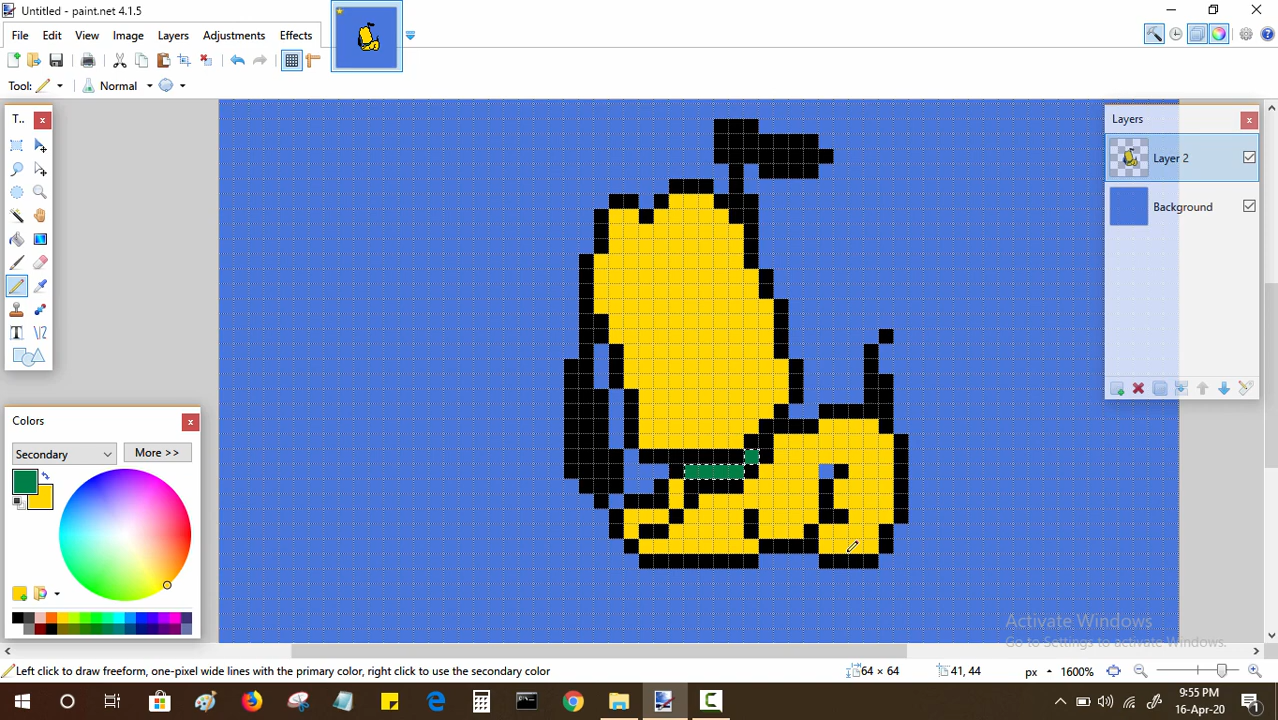 Untitled - paint.net 4.1.5
File Edit View Image Layers Adjustments Effects
Tool: Normal
T..
Layers
Layer 2
Background
Colors
Secondary More >>
Activate Windows
Go to Settings to activate Windows.
Left click to draw freeform, one-pixel wide lines with the primary color, right click to use the secondary color
64 × 64 41, 44 px 1600%
9:55 PM
16-Apr-20
1